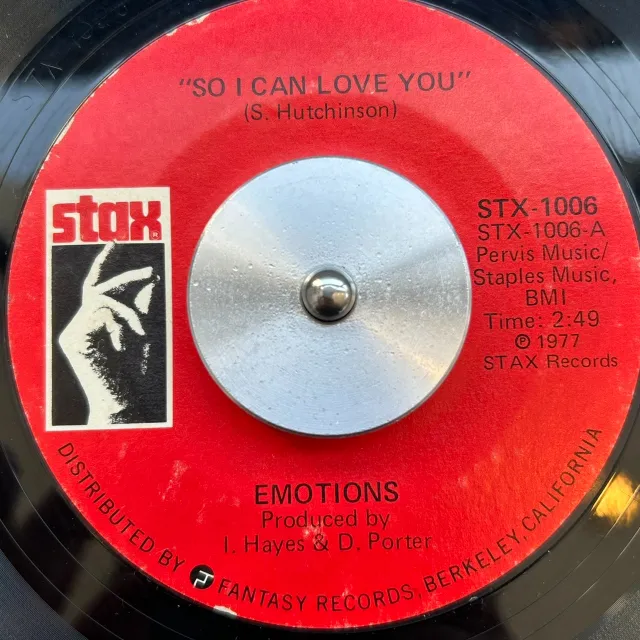 "SO I CAN LOVE YOU"
(S. Hutchinson)
stax
STX-1006
STX-1006-A
Pervis Music/
Staples Music,
BMI
Time: 2:49
℗ 1977
STAX Records
EMOTIONS
Produced by
I. Hayes & D. Porter
DISTRIBUTED BY FANTASY RECORDS, BERKELEY, CALIFORNIA